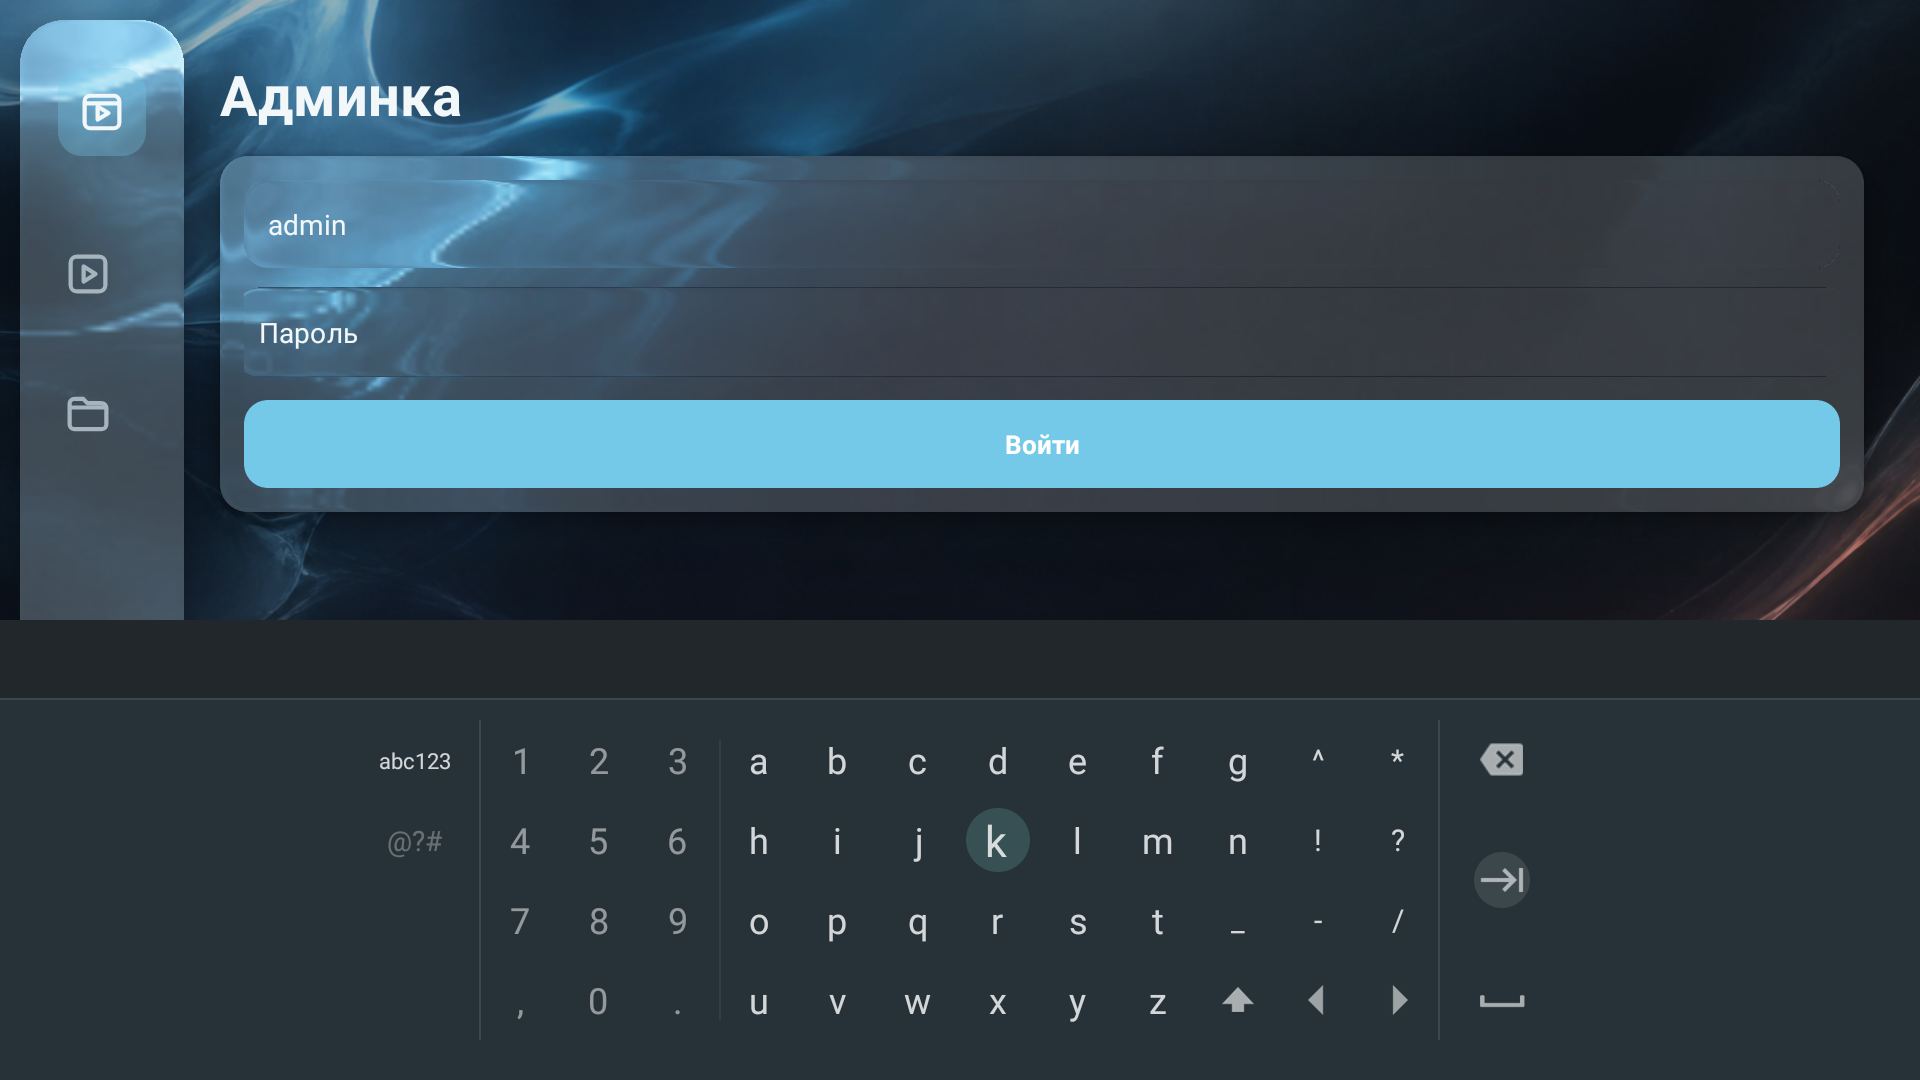 Админка
admin
Пароль
Войти
abc123 1 2 3 a b c d e f g ^ *
@?# 4 5 6 h i j k l m n ! ?
7 8 9 o p q r s t _ - /
, 0 . u v w x y z